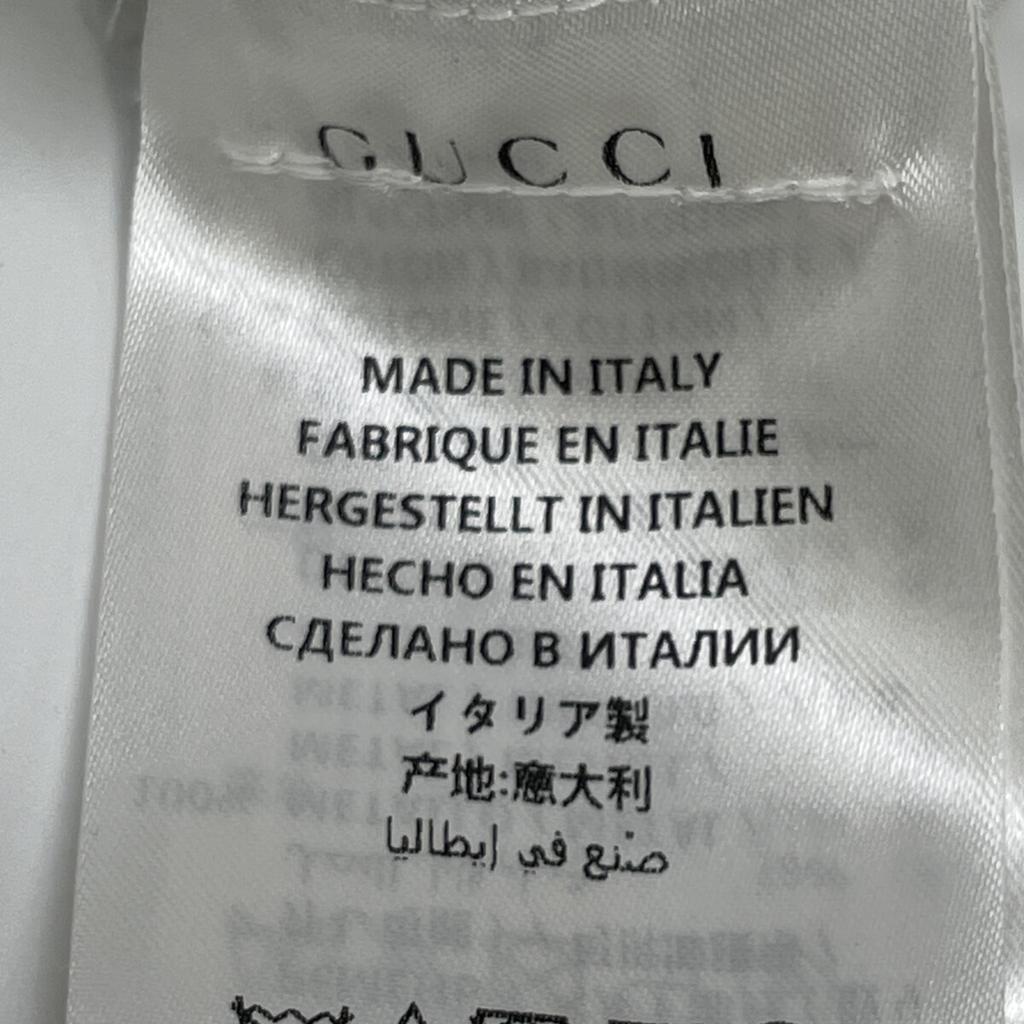 GUCCI
MADE IN ITALY
FABRIQUE EN ITALIE
HERGESTELLT IN ITALIEN
HECHO EN ITALIA
СДЕЛАНО В ИТАЛИИ
イタリア製
产地:意大利
صنع في إيطاليا